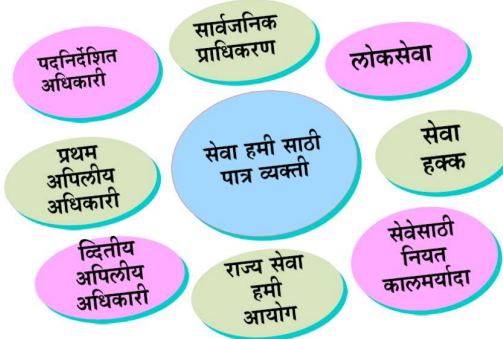 सार्वजनिक
प्राधिकरण
लोकसेवा
सेवा
हक्क
सेवेसाठी
नियत
कालमर्यादा
राज्य सेवा
हमी
आयोग
व्दितीय
अपिलीय
अधिकारी
प्रथम
अपिलीय
अधिकारी
पदनिर्देशित
अधिकारी
सेवा हमी साठी
पात्र व्यक्ती